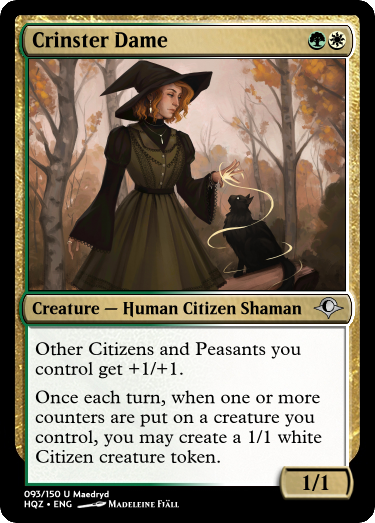 Crinster Dame
Creature — Human Citizen Shaman
Other Citizens and Peasants you
control get +1/+1.
Once each turn, when one or more
counters are put on a creature you
control, you may create a 1/1 white
Citizen creature token.
1/1
093/150 U Maedryd
HQZ • ENG Madeleine Fjäll